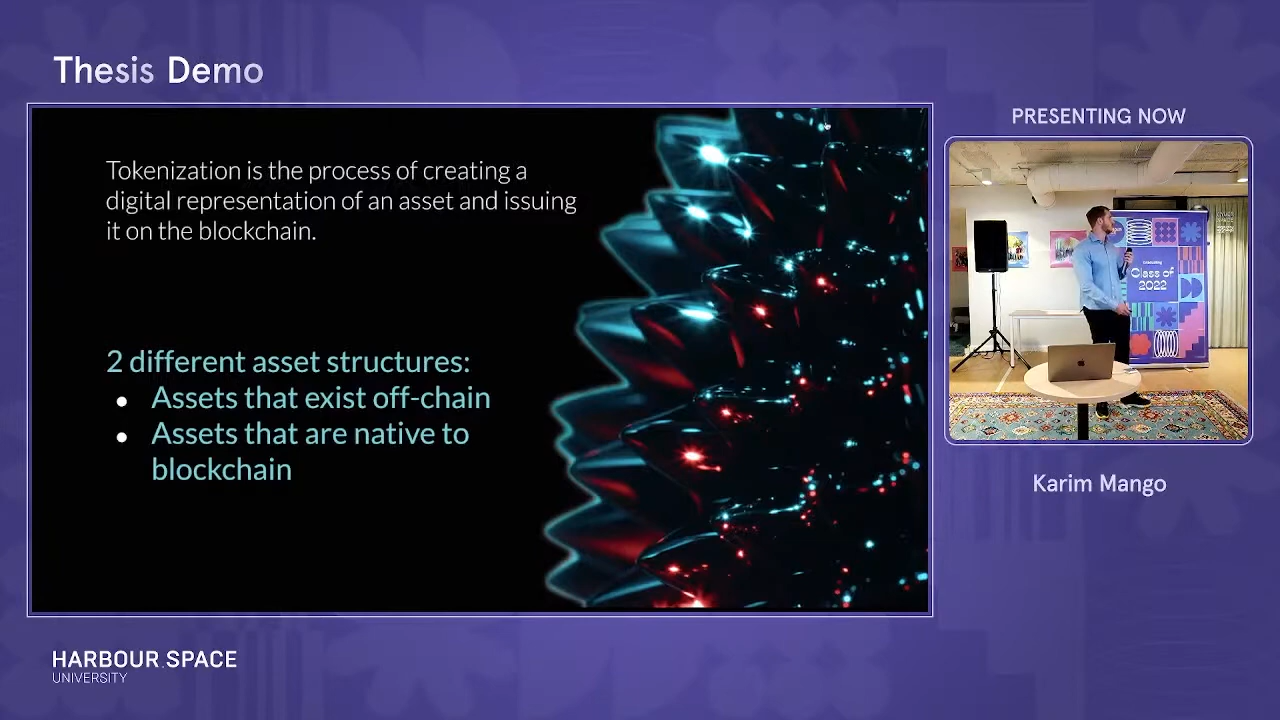 Thesis Demo
Tokenization is the process of creating a
digital representation of an asset and issuing
it on the blockchain.
2 different asset structures:
● Assets that exist off-chain
● Assets that are native to
blockchain
PRESENTING NOW
Class of
2022
Karim Mango
HARBOUR.SPACE
UNIVERSITY